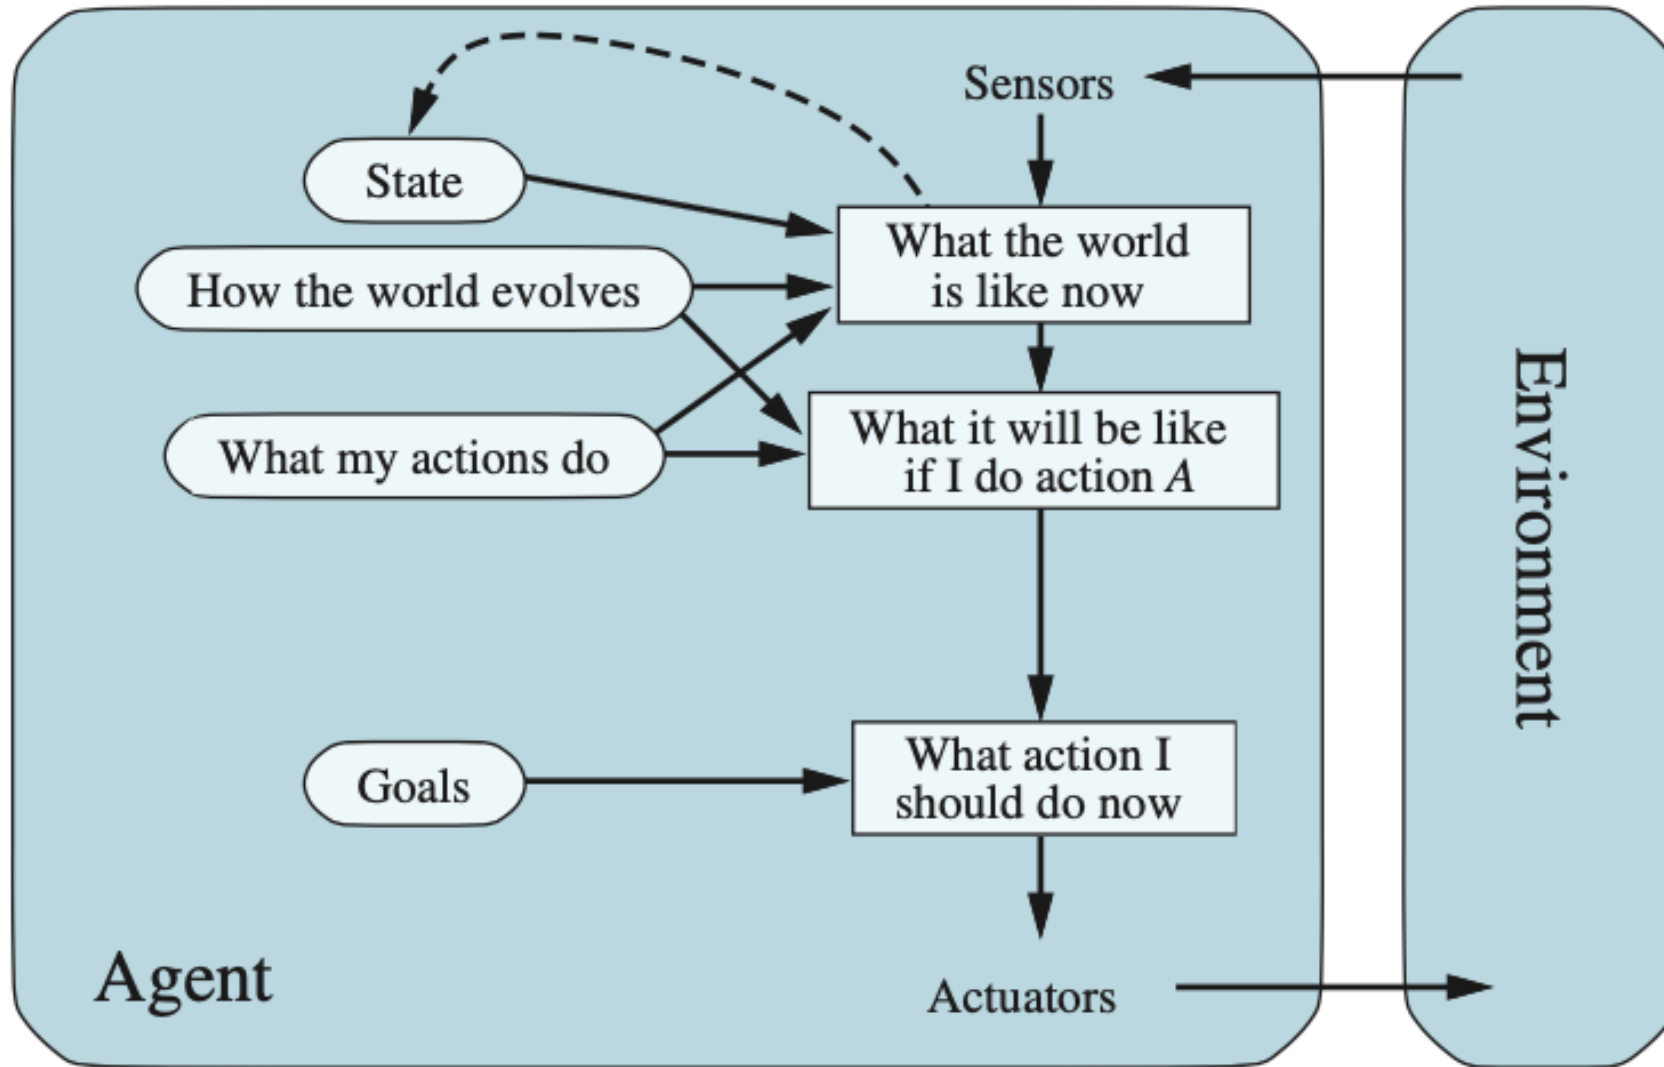 Sensors
State
What the world
is like now
How the world evolves
What my actions do
What it will be like
if I do action A
Goals
What action I
should do now
Agent
Actuators
Environment